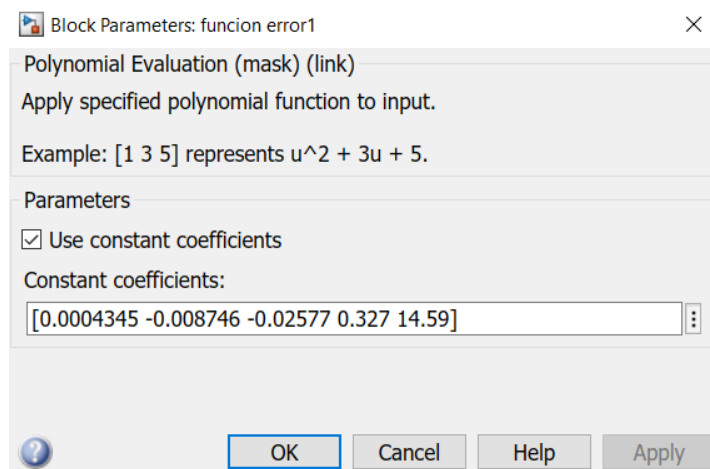 Block Parameters: funcion error1
Polynomial Evaluation (mask) (link)
Apply specified polynomial function to input.
Example: [1 3 5] represents u^2 + 3u + 5.
Parameters
Use constant coefficients
Constant coefficients:
[0.0004345 -0.008746 -0.02577 0.327 14.59]
? OK Cancel Help Apply